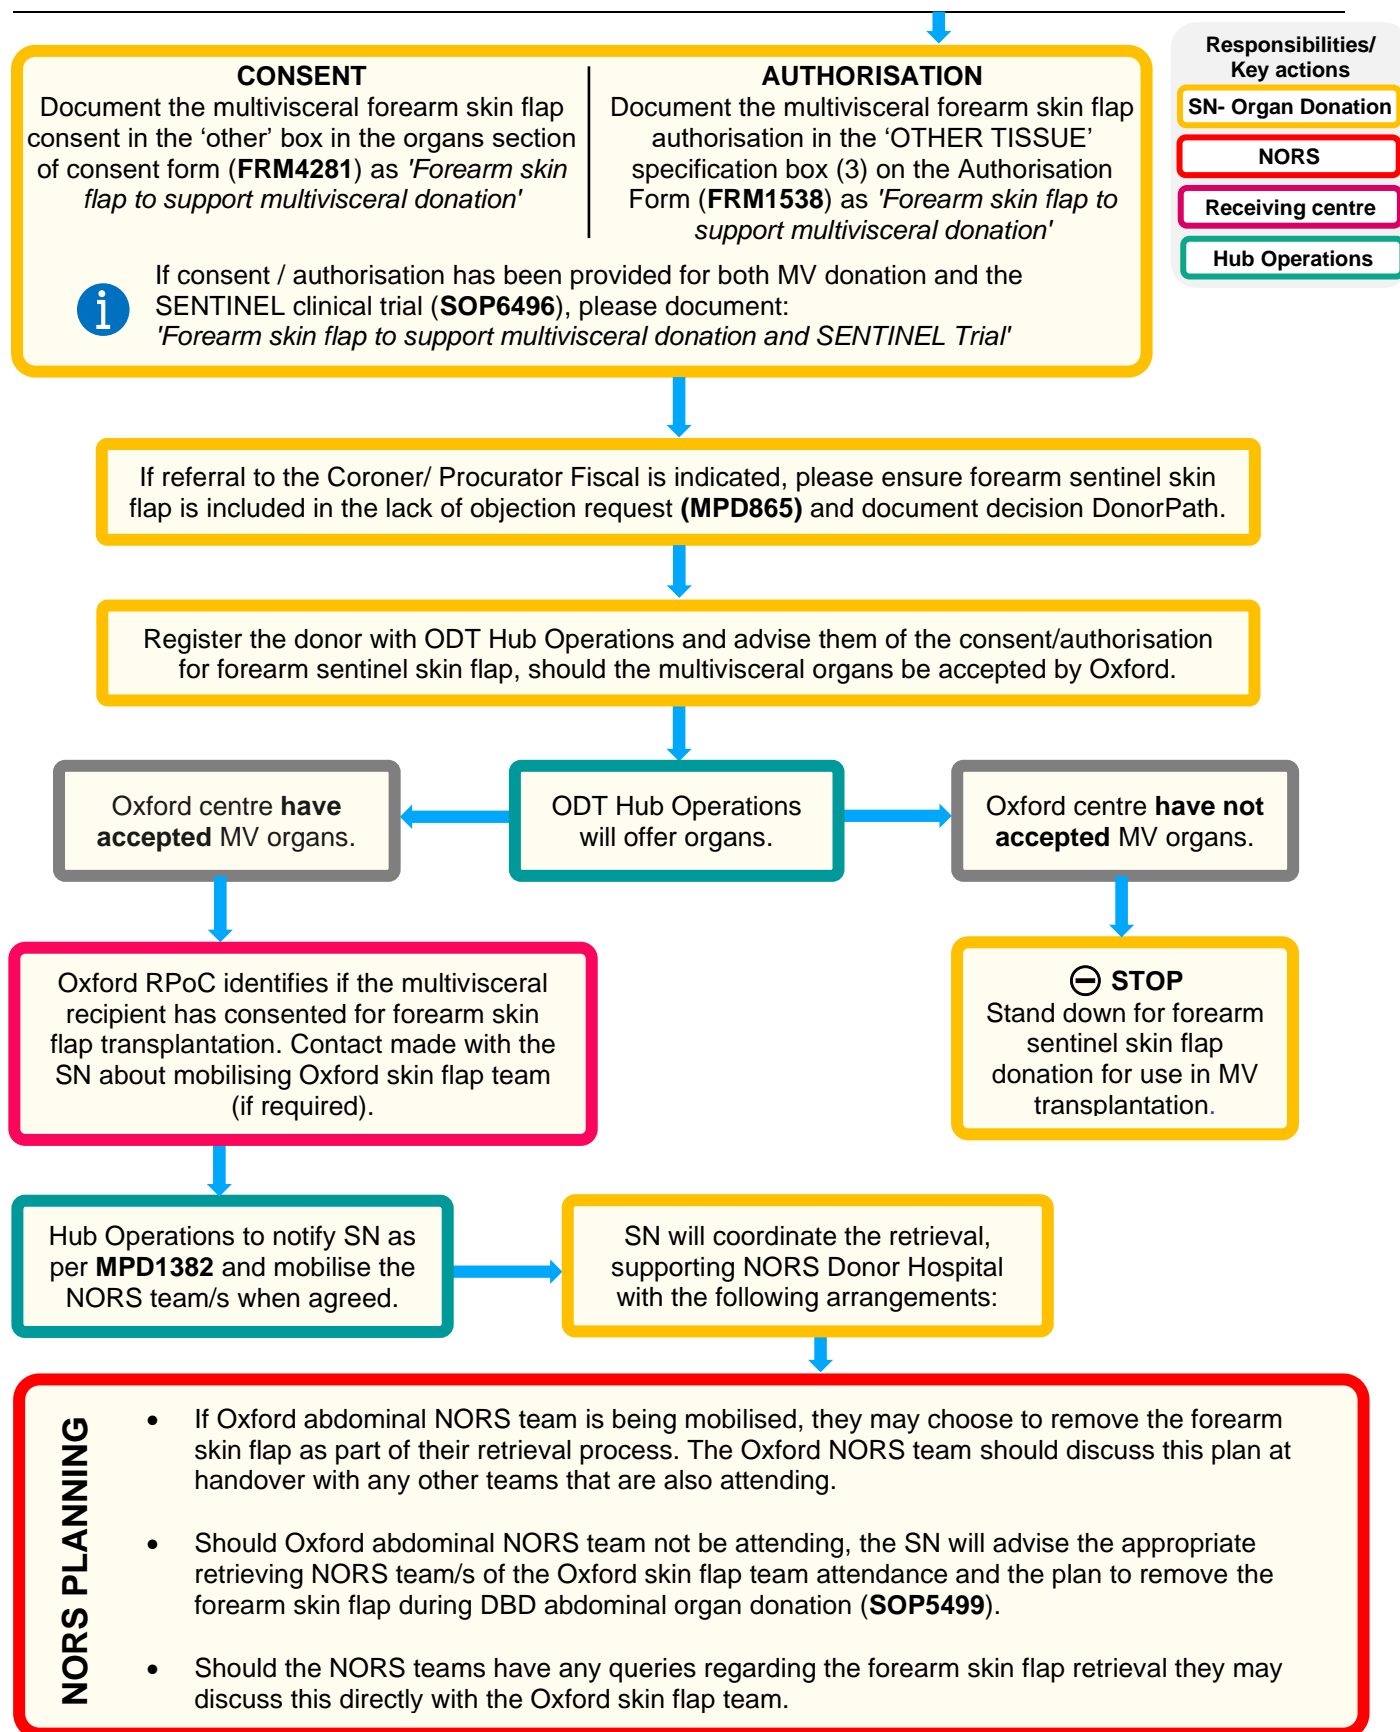 Responsibilities/
Key actions
SN- Organ Donation
NORS
Receiving centre
Hub Operations
CONSENT
Document the multivisceral forearm skin flap
consent in the ‘other’ box in the organs section
of consent form (FRM4281) as 'Forearm skin
flap to support multivisceral donation'
AUTHORISATION
Document the multivisceral forearm skin flap
authorisation in the ‘OTHER TISSUE’
specification box (3) on the Authorisation
Form (FRM1538) as 'Forearm skin flap to
support multivisceral donation'
i
If consent / authorisation has been provided for both MV donation and the
SENTINEL clinical trial (SOP6496), please document:
'Forearm skin flap to support multivisceral donation and SENTINEL Trial'
If referral to the Coroner/ Procurator Fiscal is indicated, please ensure forearm sentinel skin
flap is included in the lack of objection request (MPD865) and document decision DonorPath.
Register the donor with ODT Hub Operations and advise them of the consent/authorisation
for forearm sentinel skin flap, should the multivisceral organs be accepted by Oxford.
Oxford centre have
accepted MV organs.
ODT Hub Operations
will offer organs.
Oxford centre have not
accepted MV organs.
Oxford RPoC identifies if the multivisceral
recipient has consented for forearm skin
flap transplantation. Contact made with the
SN about mobilising Oxford skin flap team
(if required).
STOP
Stand down for forearm
sentinel skin flap
donation for use in MV
transplantation.
Hub Operations to notify SN as
per MPD1382 and mobilise the
NORS team/s when agreed.
SN will coordinate the retrieval,
supporting NORS Donor Hospital
with the following arrangements:
NORS PLANNING
• If Oxford abdominal NORS team is being mobilised, they may choose to remove the forearm
skin flap as part of their retrieval process. The Oxford NORS team should discuss this plan at
handover with any other teams that are also attending.
• Should Oxford abdominal NORS team not be attending, the SN will advise the appropriate
retrieving NORS team/s of the Oxford skin flap team attendance and the plan to remove the
forearm skin flap during DBD abdominal organ donation (SOP5499).
• Should the NORS teams have any queries regarding the forearm skin flap retrieval they may
discuss this directly with the Oxford skin flap team.